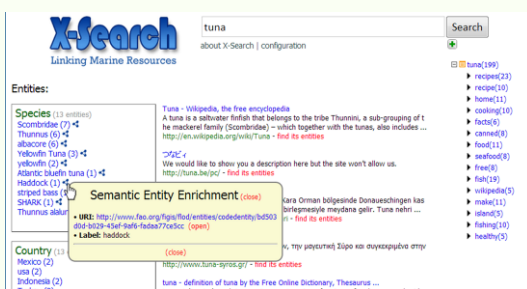 X-Search
Linking Marine Resources
tuna
Search
about X-Search | configuration
Entities:
Species (13 entities)
Scombridae (7)
Thunnus (6)
albacore (6)
Yellowfin Tuna (3)
yellowfin (2)
Atlantic bluefin tuna (1)
Haddock (1)
striped bass
SHARK (1)
Thunnus alalun
Country (13
Mexico (2)
usa (2)
Indonesia (2)
Tuna - Wikipedia, the free encyclopedia
A tuna is a saltwater finfish that belongs to the tribe Thunnini, a sub-grouping of t
he mackerel family (Scombridae) – which together with the tunas, also includes ...
http://en.wikipedia.org/wiki/Tuna - find its entities
つなビィ
We would like to show you a description here but the site won't allow us.
http://tuna.be/pc/ - find its entities
Kara Orman bölgesinde Donaueschingen kas
birleşmesiyle meydana gelir. Tuna nehri ...
- find its entities
ν, την μαγευτική Σύρο και συγκεκριμένα στην
http://www.tuna-syros.gr/ - find its entities
tuna - definition of tuna by the Free Online Dictionary, Thesaurus ...
Semantic Entity Enrichment (close)
• URI: http://www.fao.org/figis/flod/entities/codedentity/bd503
d0d-b029-45ef-9af6-fadaa77ce5cc (open)
• Label: haddock
(close)
tuna(199)
recipes(23)
recipe(10)
home(11)
cooking(10)
facts(6)
canned(8)
food(11)
seafood(8)
free(8)
fish(19)
wikipedia(5)
make(11)
island(5)
fishing(10)
healthy(5)